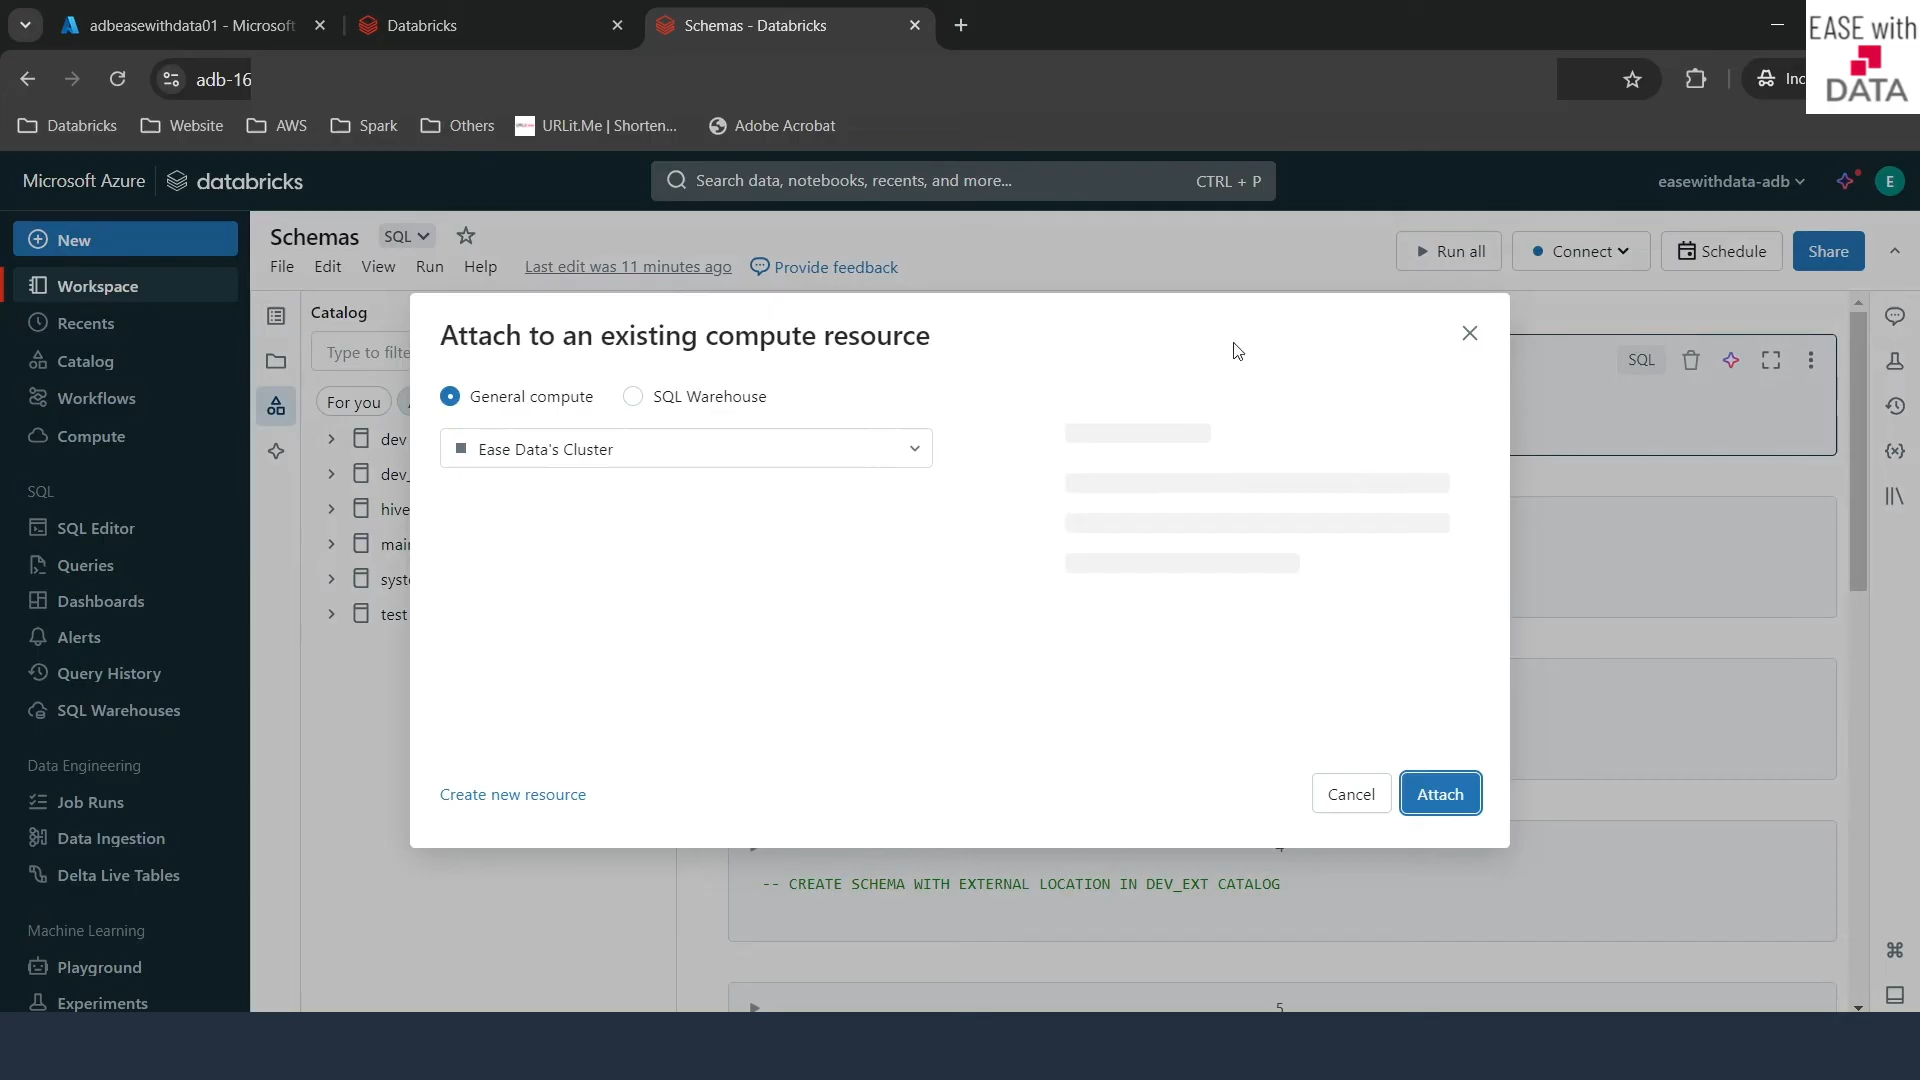 adbeasewithdata01 - Microsoft
Databricks
Schemas - Databricks
EASE with
DATA
adb-16
Inc
Databricks
Website
AWS
Spark
Others
URLit.Me | Shorten...
Adobe Acrobat
Microsoft Azure
databricks
Search data, notebooks, recents, and more...
CTRL + P
easewithdata-adb
E
New
Workspace
Recents
Catalog
Workflows
Compute
SQL
SQL Editor
Queries
Dashboards
Alerts
Query History
SQL Warehouses
Data Engineering
Job Runs
Data Ingestion
Delta Live Tables
Machine Learning
Playground
Experiments
Schemas
SQL
File
Edit
View
Run
Help
Last edit was 11 minutes ago
Provide feedback
Run all
Connect
Schedule
Share
Catalog
Type to filte
For you
dev
dev_
hive
main
syste
test
Attach to an existing compute resource
General compute
SQL Warehouse
Ease Data's Cluster
Create new resource
Cancel
Attach
SQL
4
-- CREATE SCHEMA WITH EXTERNAL LOCATION IN DEV_EXT CATALOG
5